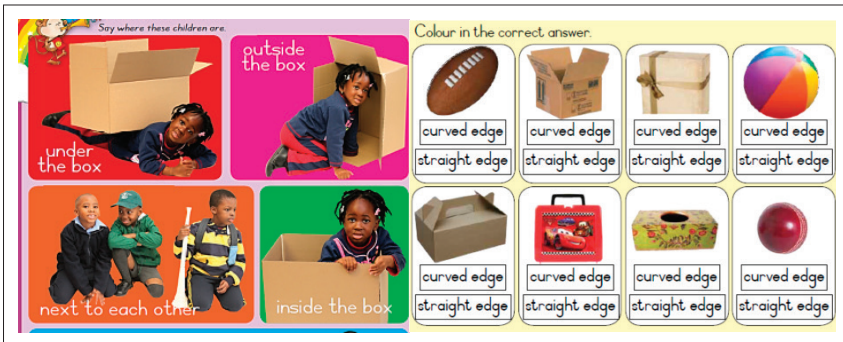 Say where these children are.
under
the box
outside
the box
next to each other
inside the box
Colour in the correct answer.
curved edge
straight edge
curved edge
straight edge
curved edge
straight edge
curved edge
straight edge
curved edge
straight edge
curved edge
straight edge
curved edge
straight edge
curved edge
straight edge